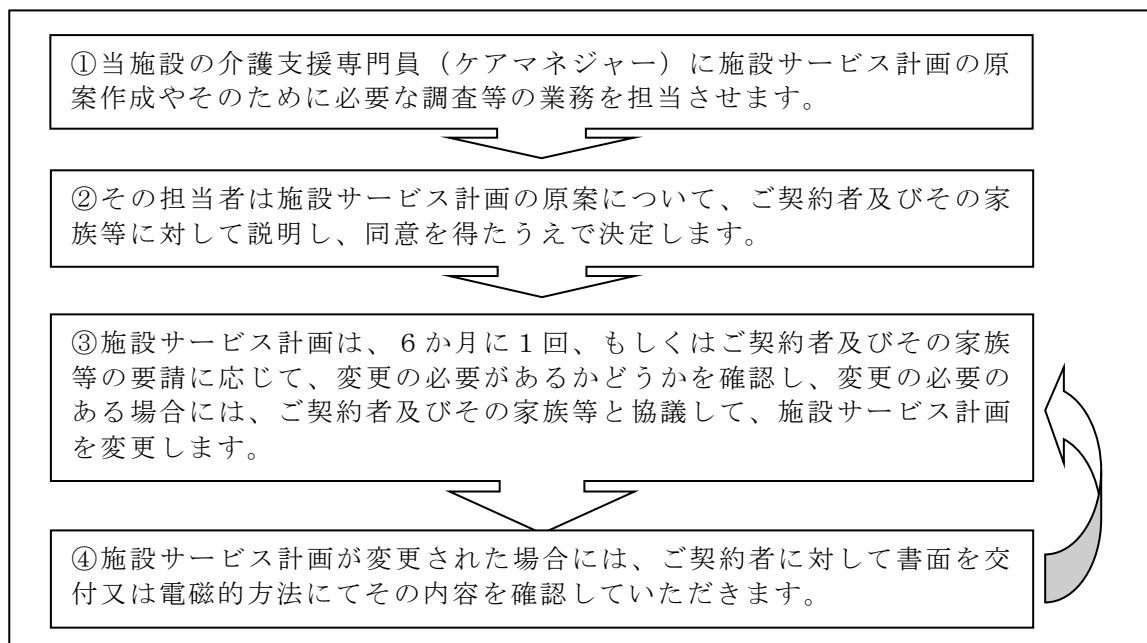 ①当施設の介護支援専門員（ケアマネジャー）に施設サービス計画の原
案作成やそのために必要な調査等の業務を担当させます。
②その担当者は施設サービス計画の原案について、ご契約者及びその家
族等に対して説明し、同意を得たうえで決定します。
③施設サービス計画は、６か月に１回、もしくはご契約者及びその家族
等の要請に応じて、変更の必要があるかどうかを確認し、変更の必要の
ある場合には、ご契約者及びその家族等と協議して、施設サービス計画
を変更します。
④施設サービス計画が変更された場合には、ご契約者に対して書面を交
付又は電磁的方法にてその内容を確認していただきます。